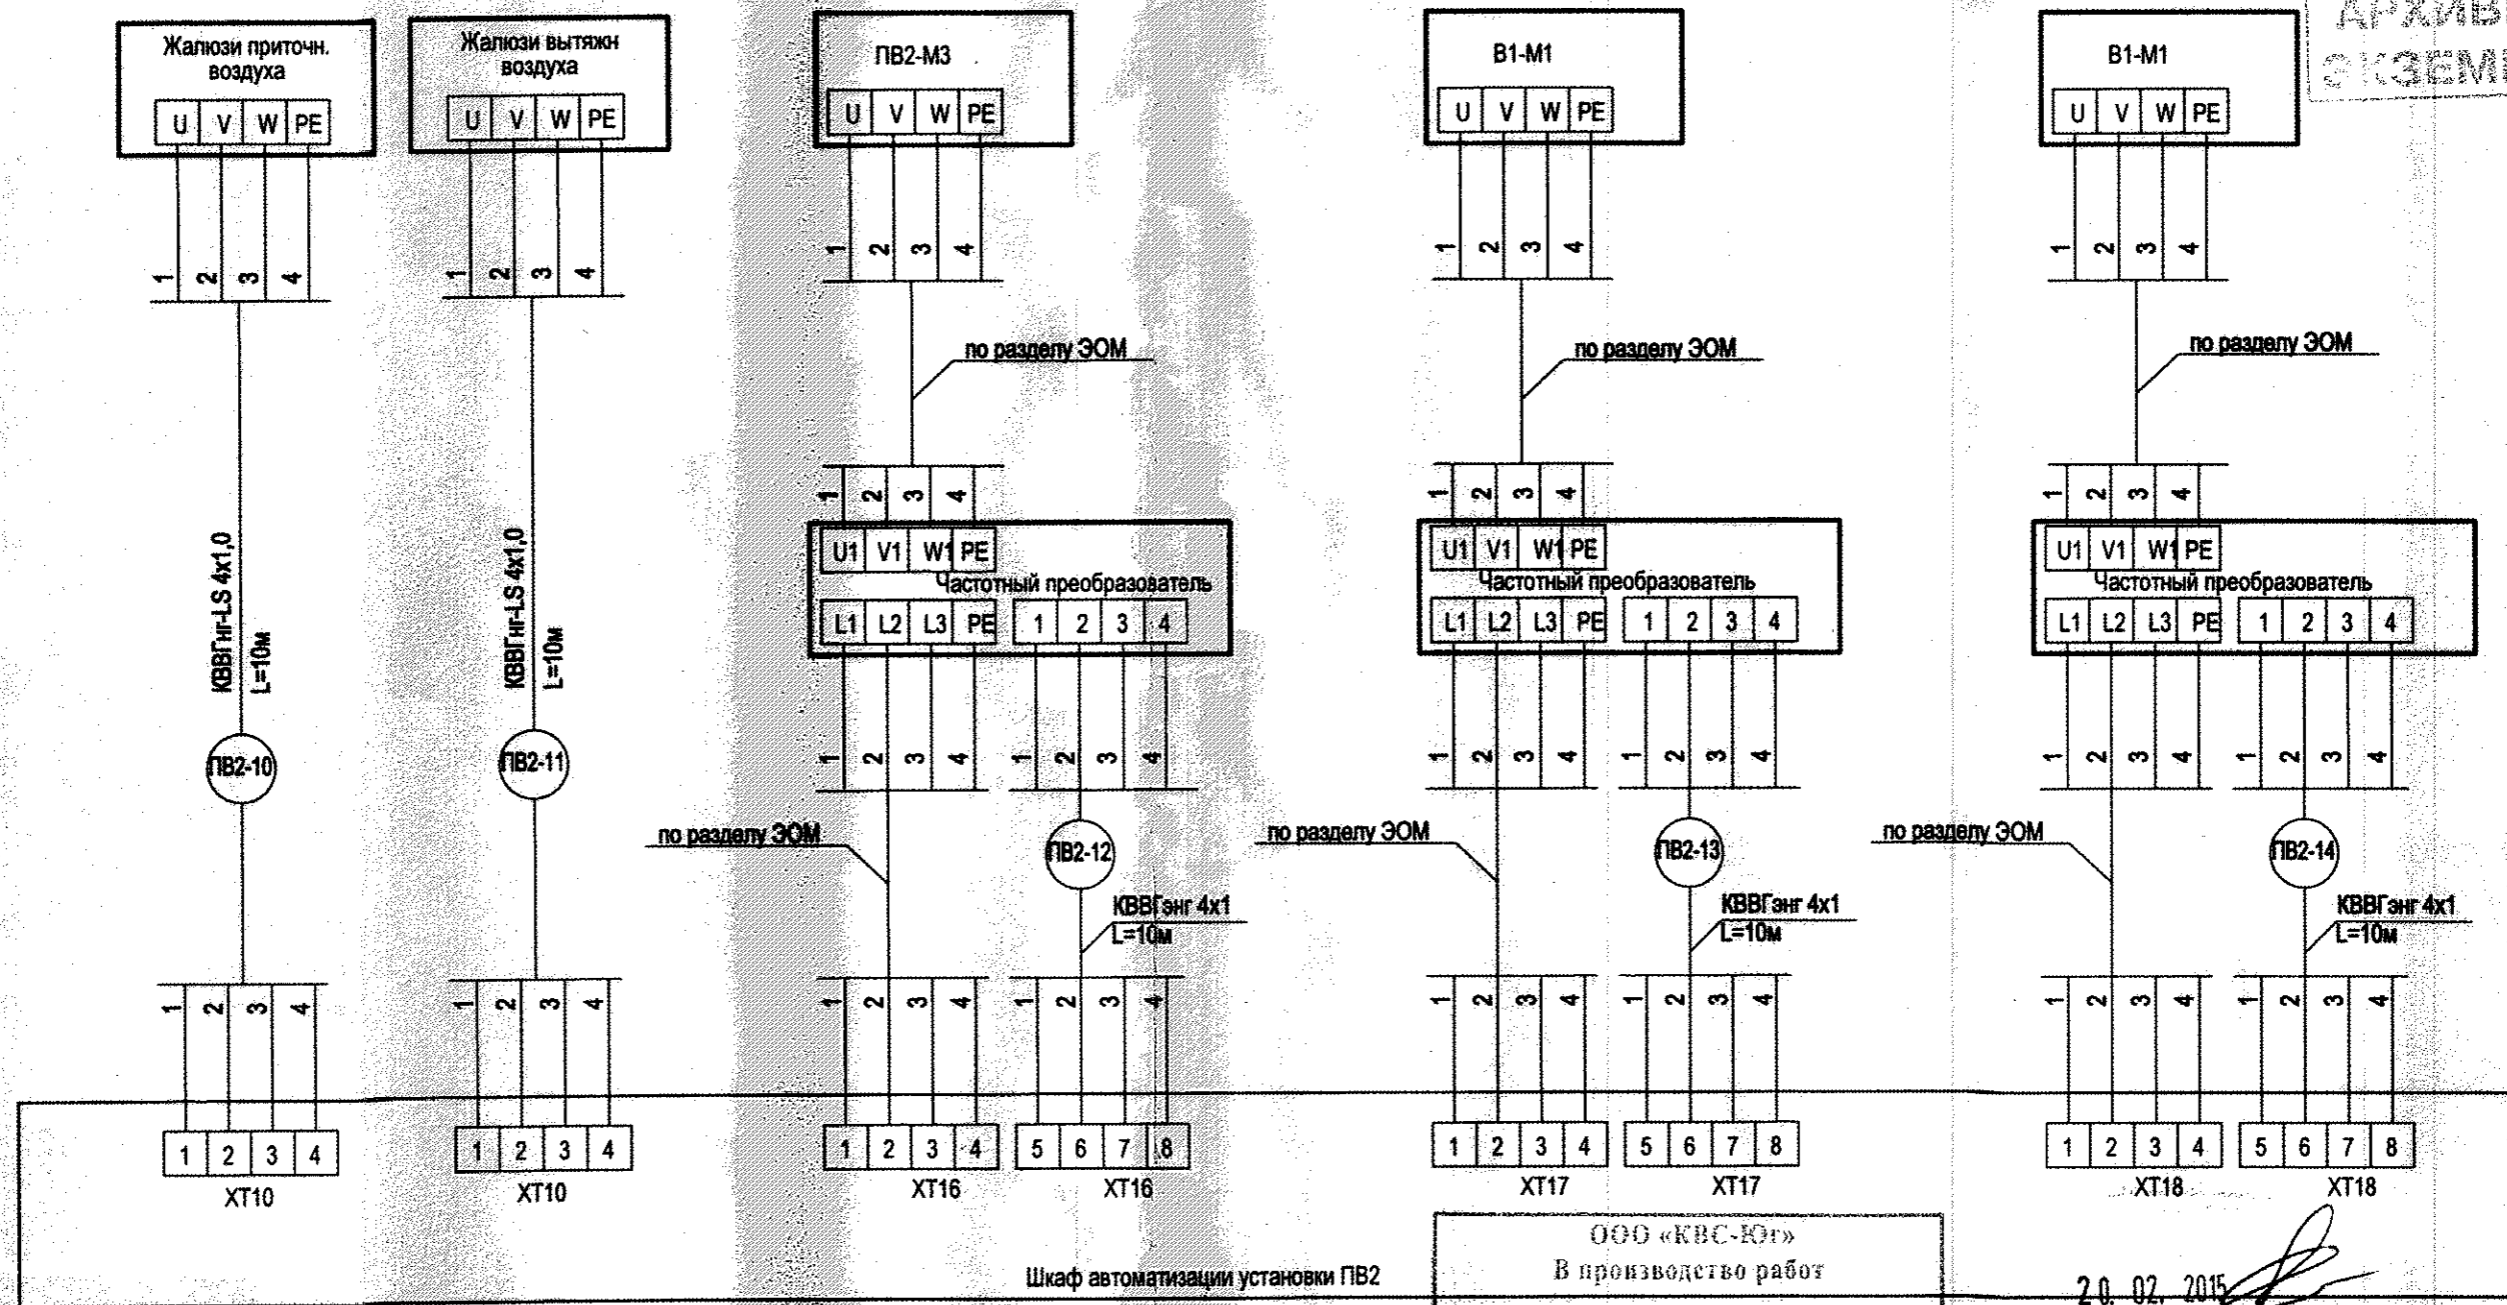 Жалюзи приточн.
воздуха
U V W PE
1 2 3 4
КВВГнг-LS 4х1,0
L=10м
ПВ2-10
1 2 3 4
1 2 3 4
XT10
Жалюзи вытяжн
воздуха
U V W PE
1 2 3 4
КВВГнг-LS 4х1,0
L=10м
ПВ2-11
1 2 3 4
1 2 3 4
XT10
ПВ2-М3
U V W PE
1 2 3 4
по разделу ЭОМ
1 2 3 4
U1 V1 W1 PE
Частотный преобразователь
L1 L2 L3 PE 1 2 3 4
1 2 3 4 1 2 3 4
по разделу ЭОМ
ПВ2-12
КВВГэнг 4х1
L=10м
1 2 3 4 1 2 3 4
1 2 3 4 5 6 7 8
XT16 XT16
В1-М1
U V W PE
1 2 3 4
по разделу ЭОМ
1 2 3 4
U1 V1 W1 PE
Частотный преобразователь
L1 L2 L3 PE 1 2 3 4
1 2 3 4 1 2 3 4
по разделу ЭОМ
ПВ2-13
КВВГэнг 4х1
L=10м
1 2 3 4 1 2 3 4
1 2 3 4 5 6 7 8
XT17 XT17
В1-М1
U V W PE
1 2 3 4
по разделу ЭОМ
1 2 3 4
U1 V1 W1 PE
Частотный преобразователь
L1 L2 L3 PE 1 2 3 4
1 2 3 4 1 2 3 4
по разделу ЭОМ
ПВ2-14
КВВГэнг 4х1
L=10м
1 2 3 4 1 2 3 4
1 2 3 4 5 6 7 8
XT18 XT18
АРХИВ
ЭКЗЕМ
Шкаф автоматизации установки ПВ2
ООО «КВС-Юг»
В производство работ
20. 02. 2015